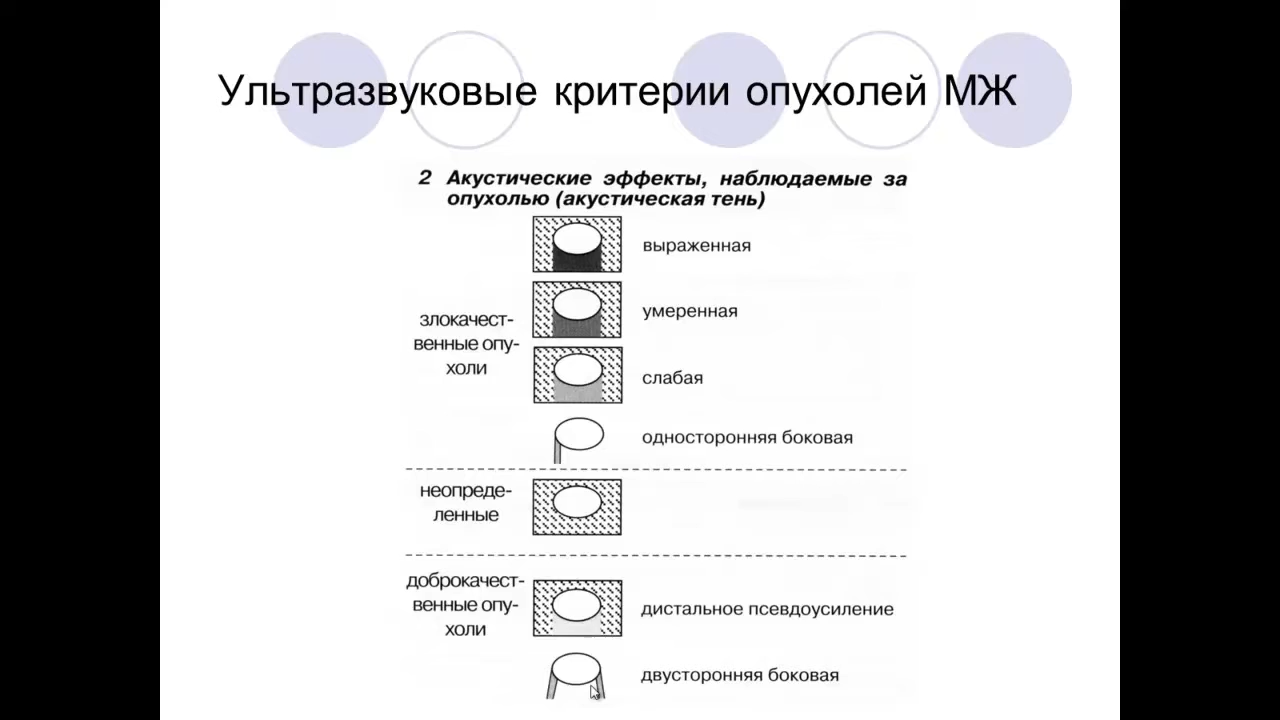 Ультразвуковые критерии опухолей МЖ
2 Акустические эффекты, наблюдаемые за
опухолью (акустическая тень)
выраженная
умеренная
злокачест-
венные опу-
холи
слабая
односторонняя боковая
неопреде-
ленные
доброкачест-
венные опу-
холи
дистальное псевдоусиление
двусторонняя боковая